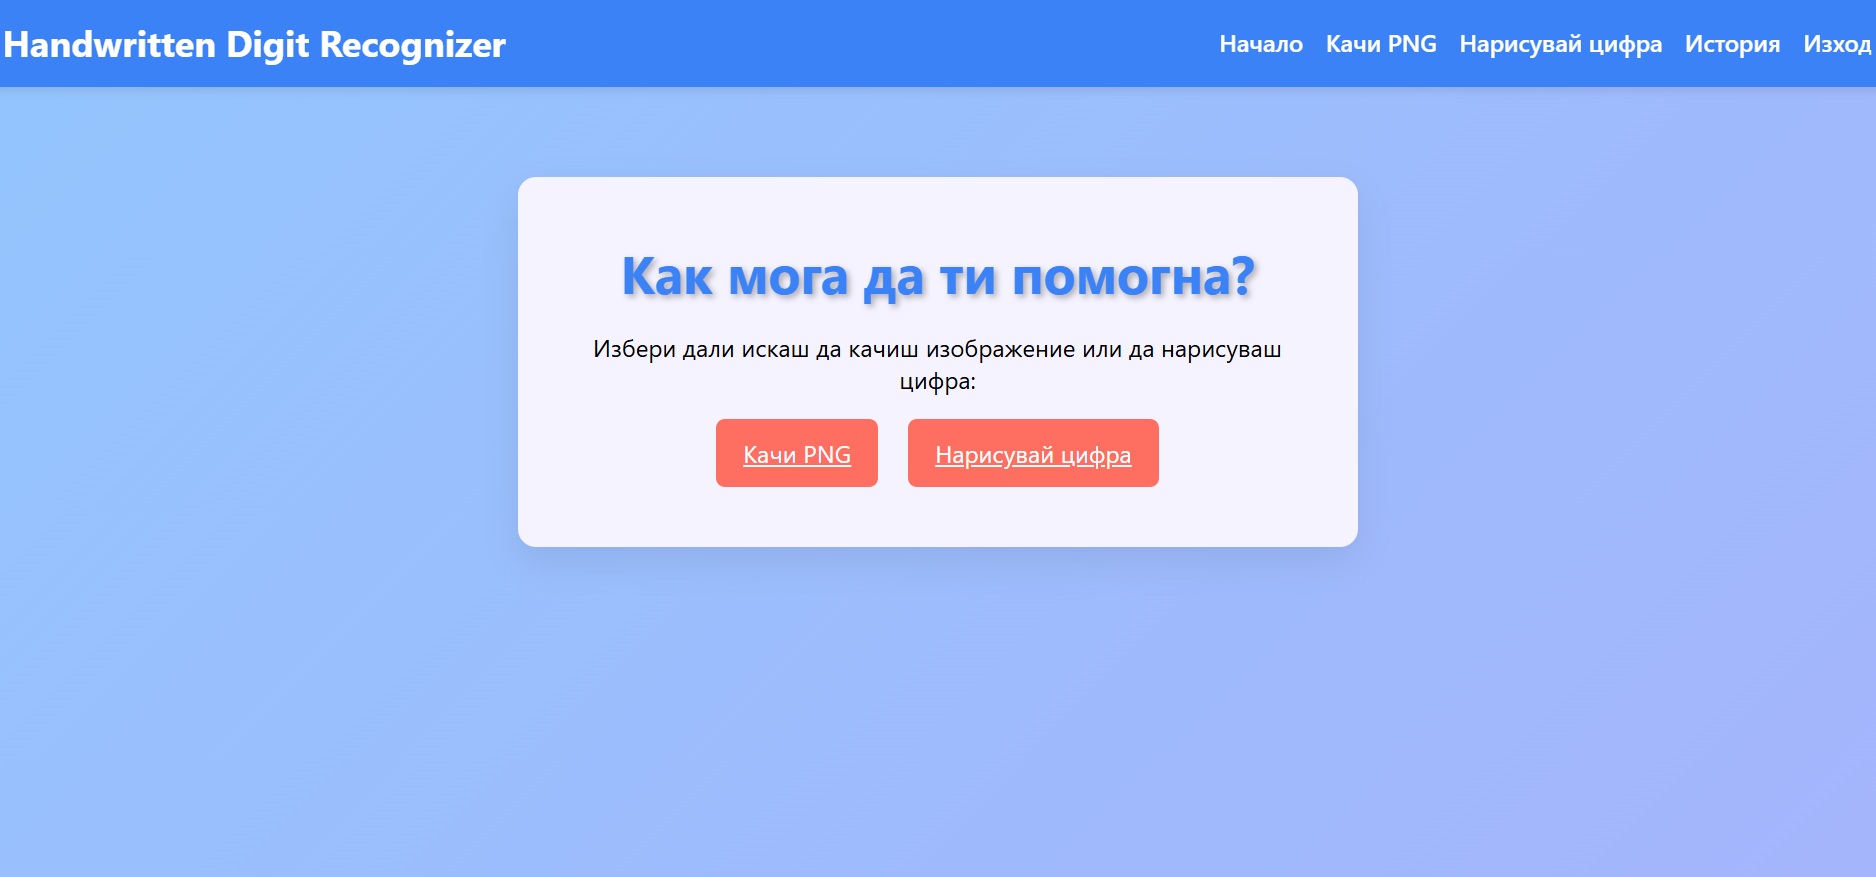 Handwritten Digit Recognizer
Начало Качи PNG Нарисувай цифра История Изход
Как мога да ти помогна?
Избери дали искаш да качиш изображение или да нарисуваш
цифра:
Качи PNG Нарисувай цифра